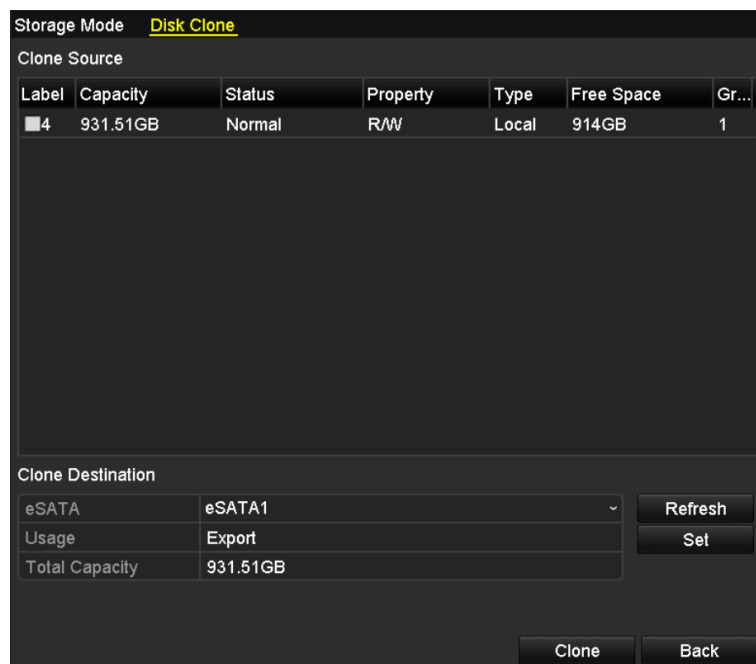 Storage Mode Disk Clone
Clone Source
Label Capacity Status Property Type Free Space Gr...
4 931.51GB Normal R/W Local 914GB 1
Clone Destination
eSATA eSATA1 Refresh
Usage Export Set
Total Capacity 931.51GB
Clone Back